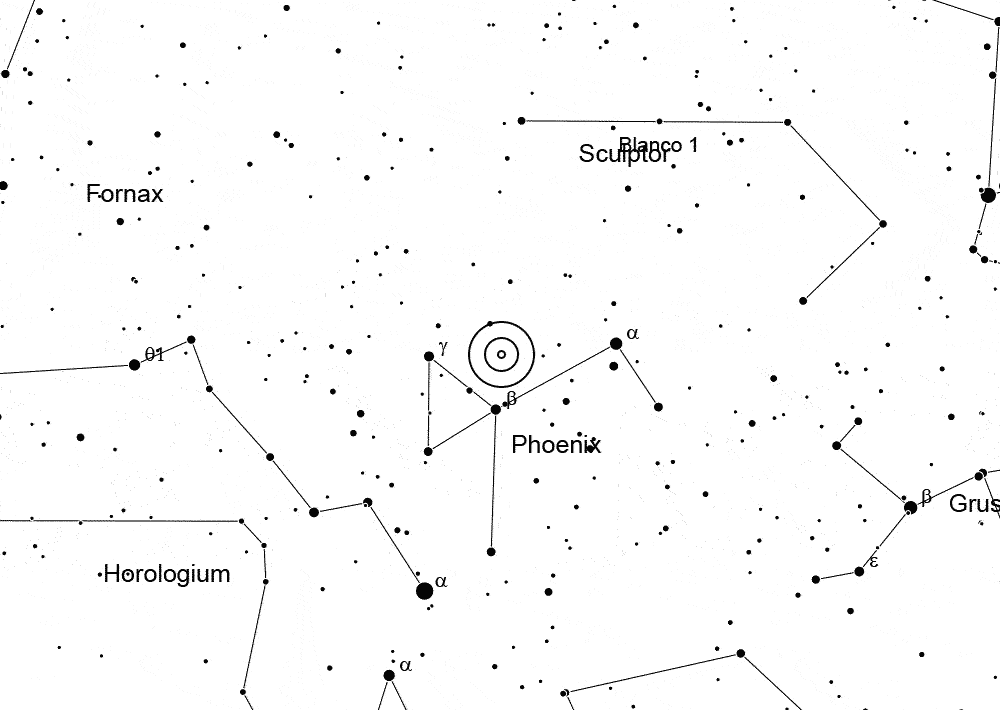 Blanco 1
Sculptor
Fornax
α
θ1
γ
β
Phoenix
β
Grus
ε
Horologium
α
α